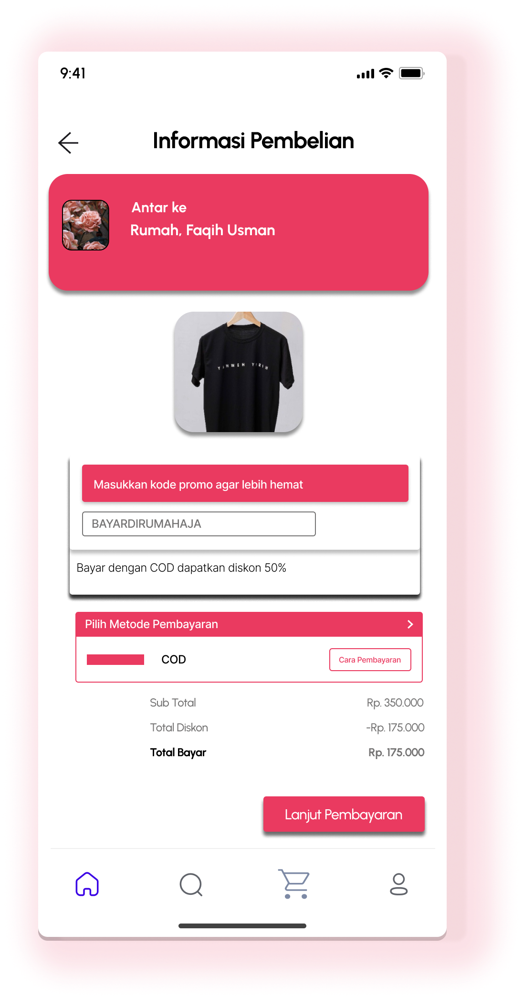 9:41
Informasi Pembelian
Antar ke
Rumah, Faqih Usman
Masukkan kode promo agar lebih hemat
BAYARDIRUMAHAJA
Bayar dengan COD dapatkan diskon 50%
Pilih Metode Pembayaran
COD
Cara Pembayaran
Sub Total Rp. 350.000
Total Diskon -Rp. 175.000
Total Bayar Rp. 175.000
Lanjut Pembayaran